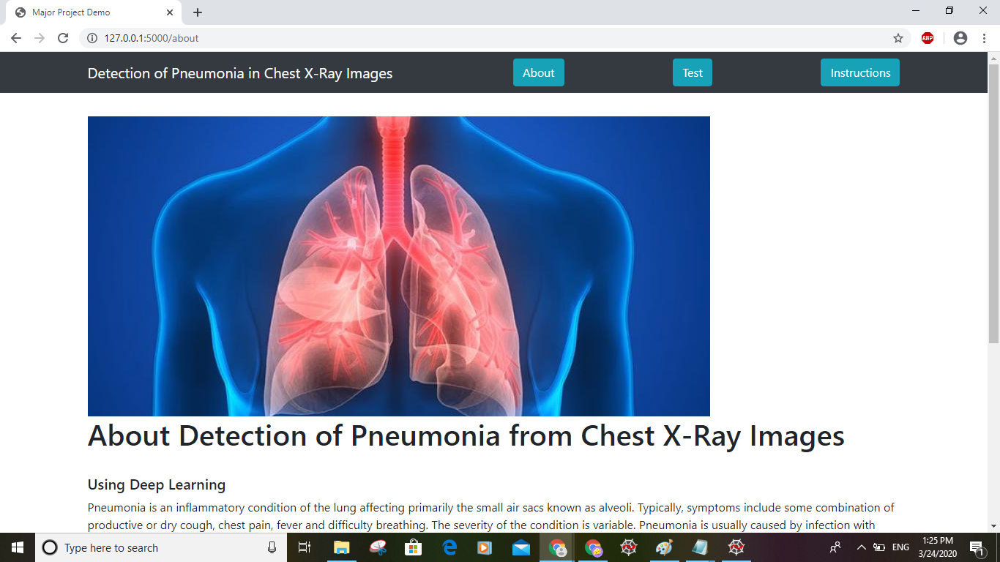 Major Project Demo
127.0.0.1:5000/about
ABP
Detection of Pneumonia in Chest X-Ray Images
About
Test
Instructions
About Detection of Pneumonia from Chest X-Ray Images
Using Deep Learning
Pneumonia is an inflammatory condition of the lung affecting primarily the small air sacs known as alveoli. Typically, symptoms include some combination of
productive or dry cough, chest pain, fever and difficulty breathing. The severity of the condition is variable. Pneumonia is usually caused by infection with
Type here to search
ENG
1:25 PM
3/24/2020
1